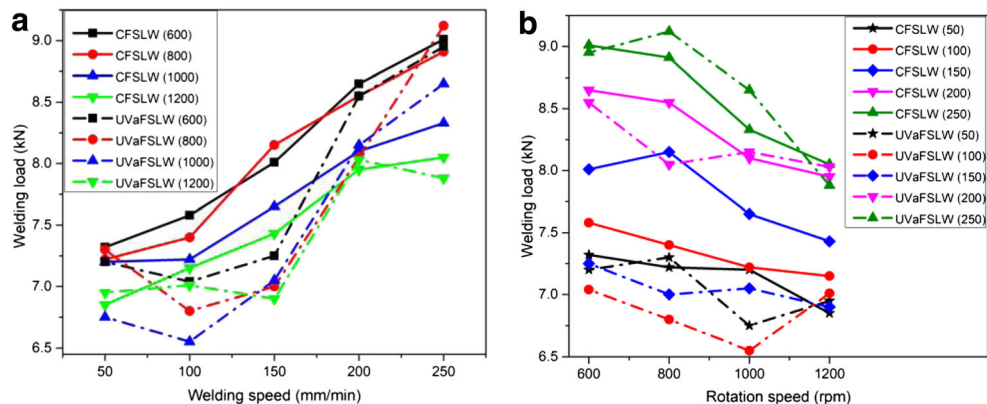 a
Welding load (kN)
9.0
8.5
8.0
7.5
7.0
6.5
CFSLW (600)
CFSLW (800)
CFSLW (1000)
CFSLW (1200)
UVaFSLW (600)
UVaFSLW (800)
UVaFSLW (1000)
UVaFSLW (1200)
50 100 150 200 250
Welding speed (mm/min)
b
Welding load (kN)
9.0
8.5
8.0
7.5
7.0
6.5
CFSLW (50)
CFSLW (100)
CFSLW (150)
CFSLW (200)
CFSLW (250)
UVaFSLW (50)
UVaFSLW (100)
UVaFSLW (150)
UVaFSLW (200)
UVaFSLW (250)
600 800 1000 1200
Rotation speed (rpm)